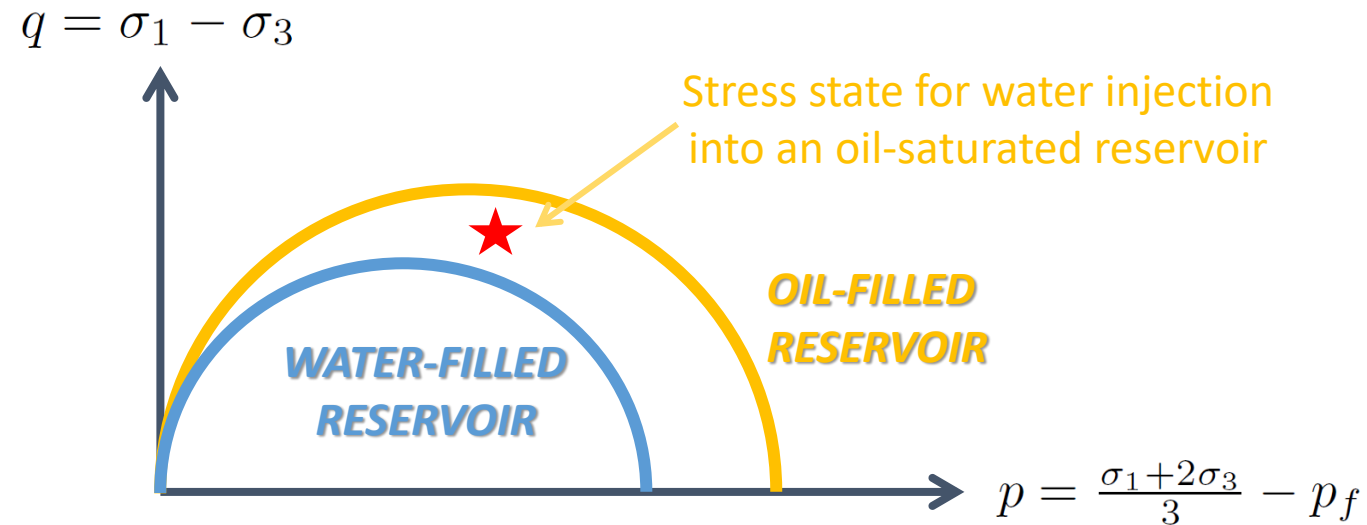 q = σ₁ − σ₃
Stress state for water injection
into an oil-saturated reservoir
OIL-FILLED
RESERVOIR
WATER-FILLED
RESERVOIR
p = (σ₁+2σ₃)/3 − p_f